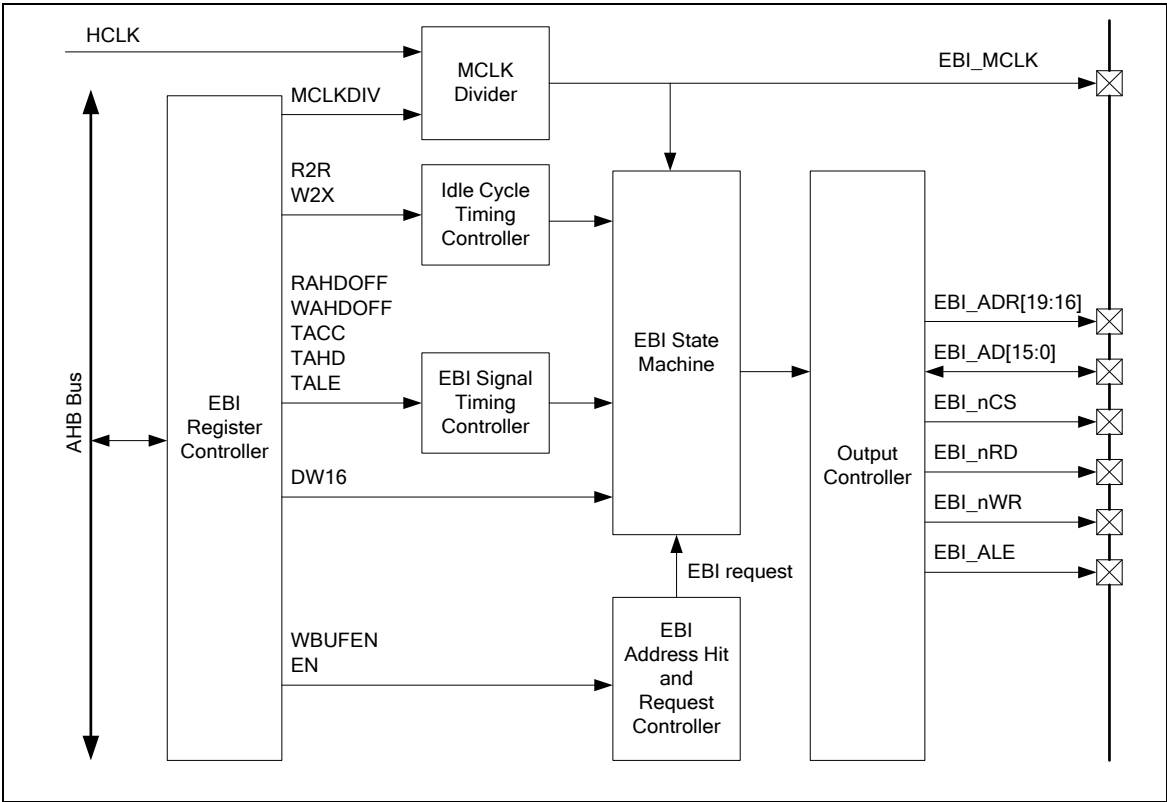 HCLK
MCLK
Divider
EBI_MCLK
MCLKDIV
R2R
W2X
Idle Cycle
Timing
Controller
RAHDOFF
WAHDOFF
TACC
TAHD
TALE
EBI Signal
Timing
Controller
EBI State
Machine
AHB Bus
EBI
Register
Controller
DW16
EBI request
WBUFEN
EN
EBI
Address Hit
and
Request
Controller
Output
Controller
EBI_ADR[19:16]
EBI_AD[15:0]
EBI_nCS
EBI_nRD
EBI_nWR
EBI_ALE